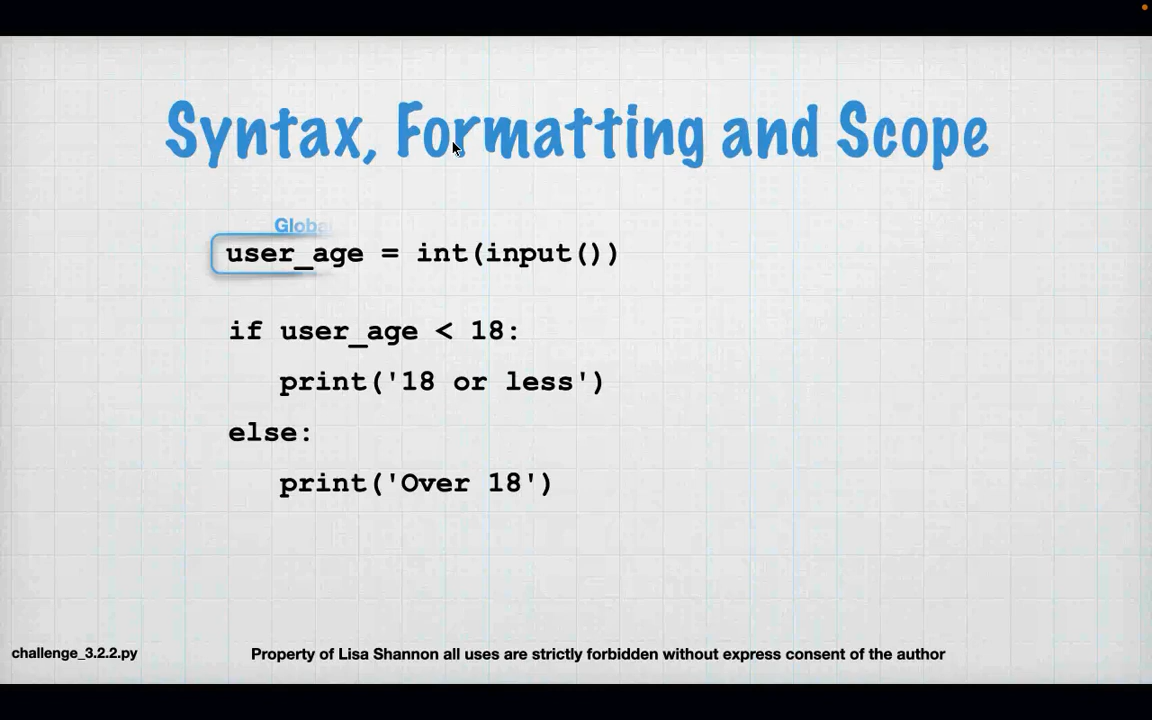 Syntax, Formatting and Scope
Globa
user_age = int(input())
if user_age < 18:
print('18 or less')
else:
print('Over 18')
challenge_3.2.2.py
Property of Lisa Shannon all uses are strictly forbidden without express consent of the author